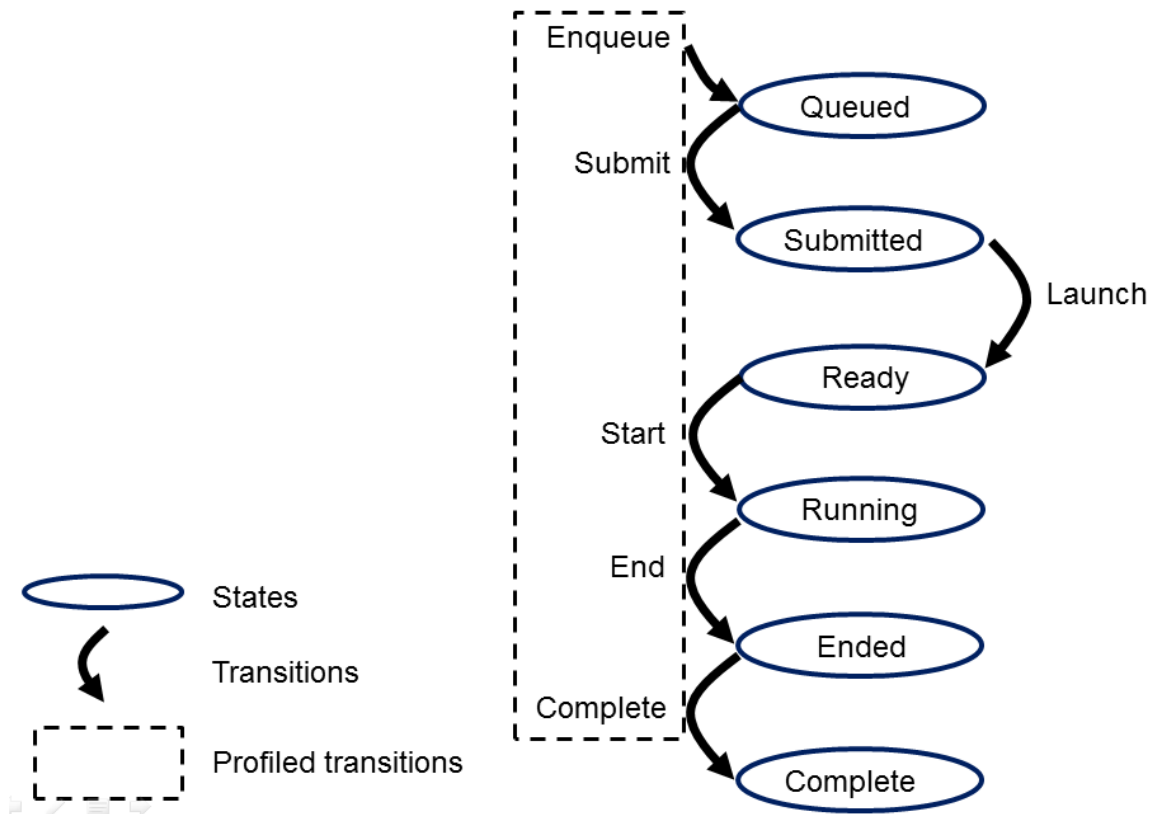 Enqueue
Queued
Submit
Submitted
Launch
Ready
Start
Running
End
States
Ended
Transitions
Complete
Profiled transitions
Complete